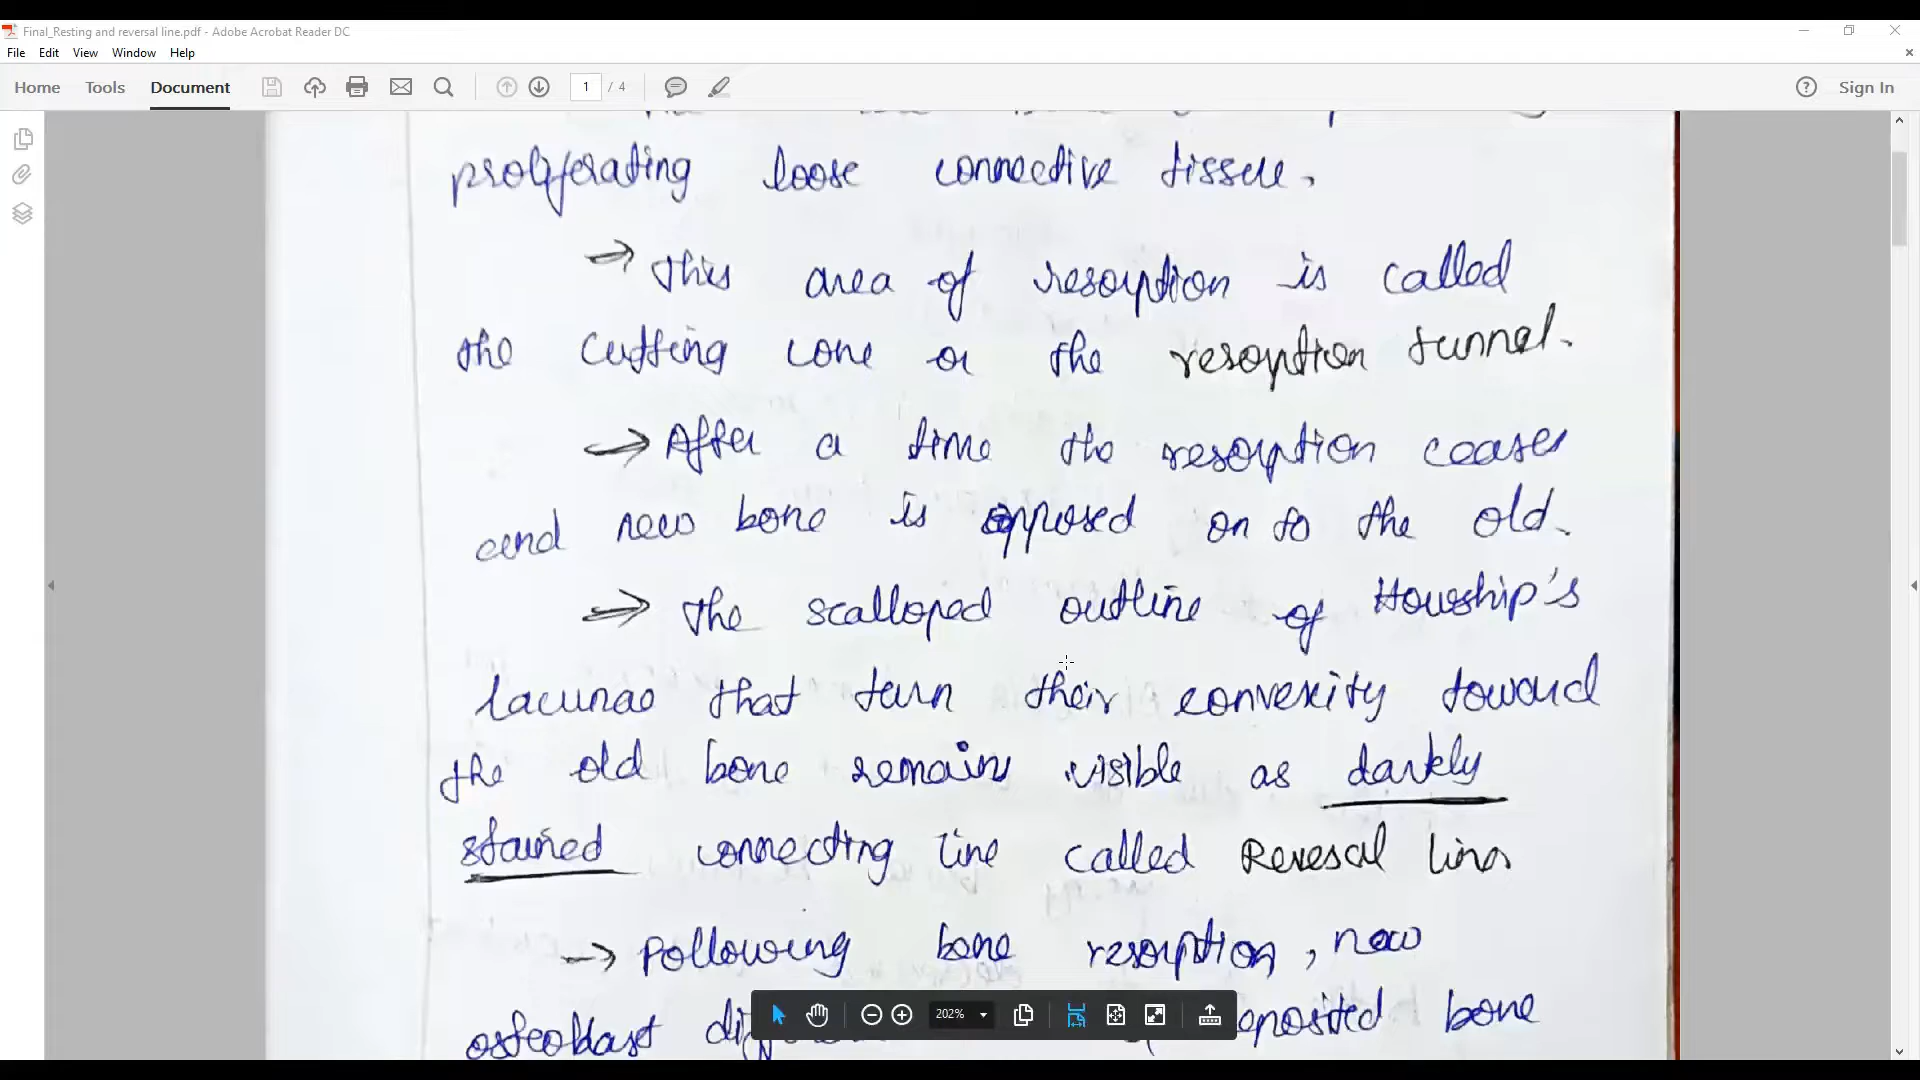 Final_Resting and reversal line.pdf - Adobe Acrobat Reader DC
File Edit View Window Help
Home Tools Document 1 / 4 Sign In
proliferating loose connective tissue.
→ This area of resorption is called
the cutting cone or the resorption tunnel.
→ After a time the resorption ceases
and new bone is opposed on to the old.
→ The scalloped outline of Howship's
lacunae that turn their convexity toward
the old bone remains visible as darkly
stained connecting line called Revesal line
→ Following bone resorption, new
202%
osteoblast eposited bone